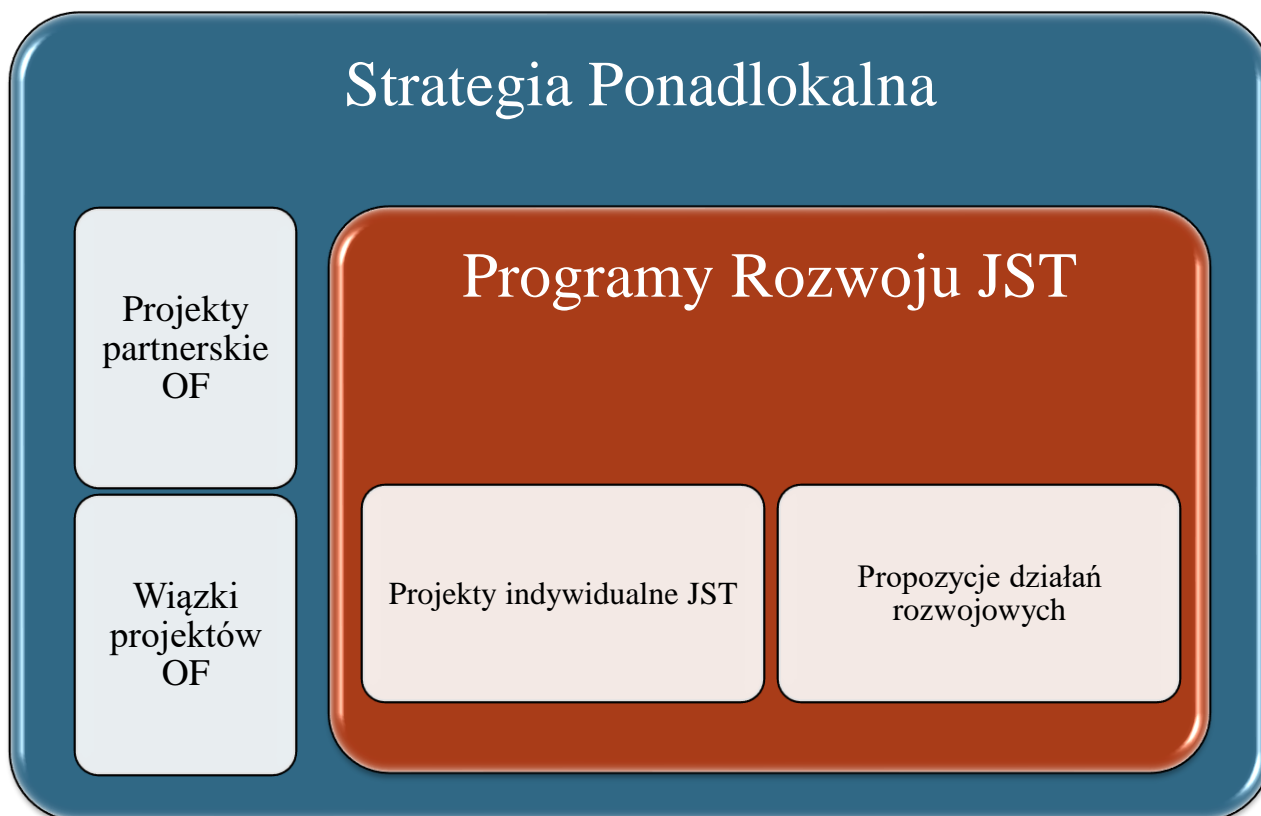 Strategia Ponadlokalna
Projekty
partnerskie
OF
Wiązki
projektów
OF
Programy Rozwoju JST
Projekty indywidualne JST
Propozycje działań
rozwojowych